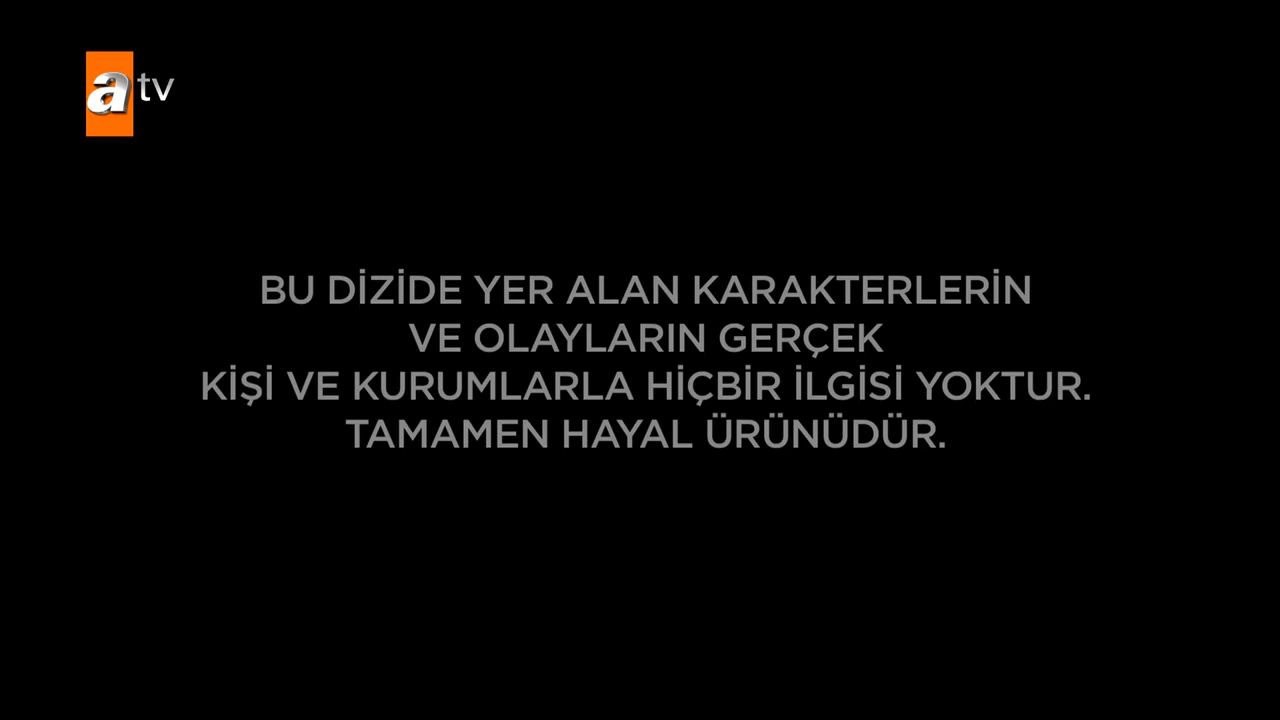 atv
BU DİZİDE YER ALAN KARAKTERLERİN
VE OLAYLARIN GERÇEK
KİŞİ VE KURUMLARLA HİÇBİR İLGİSİ YOKTUR.
TAMAMEN HAYAL ÜRÜNÜDÜR.